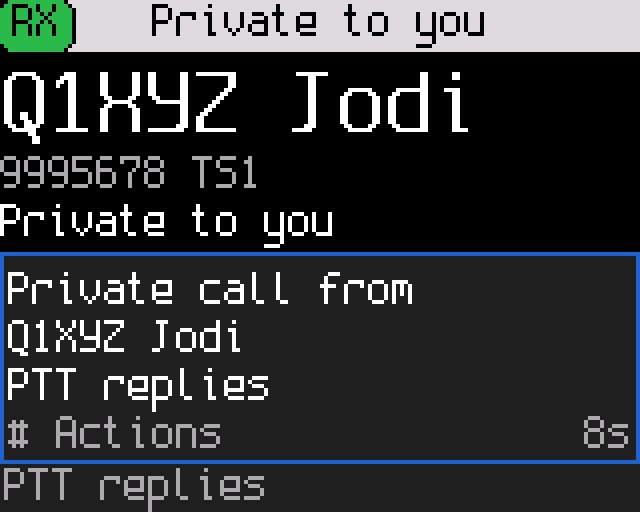 RX Private to you
Q1XYZ Jodi
9995678 TS1
Private to you
Private call from
Q1XYZ Jodi
PTT replies
# Actions 8s
PTT replies